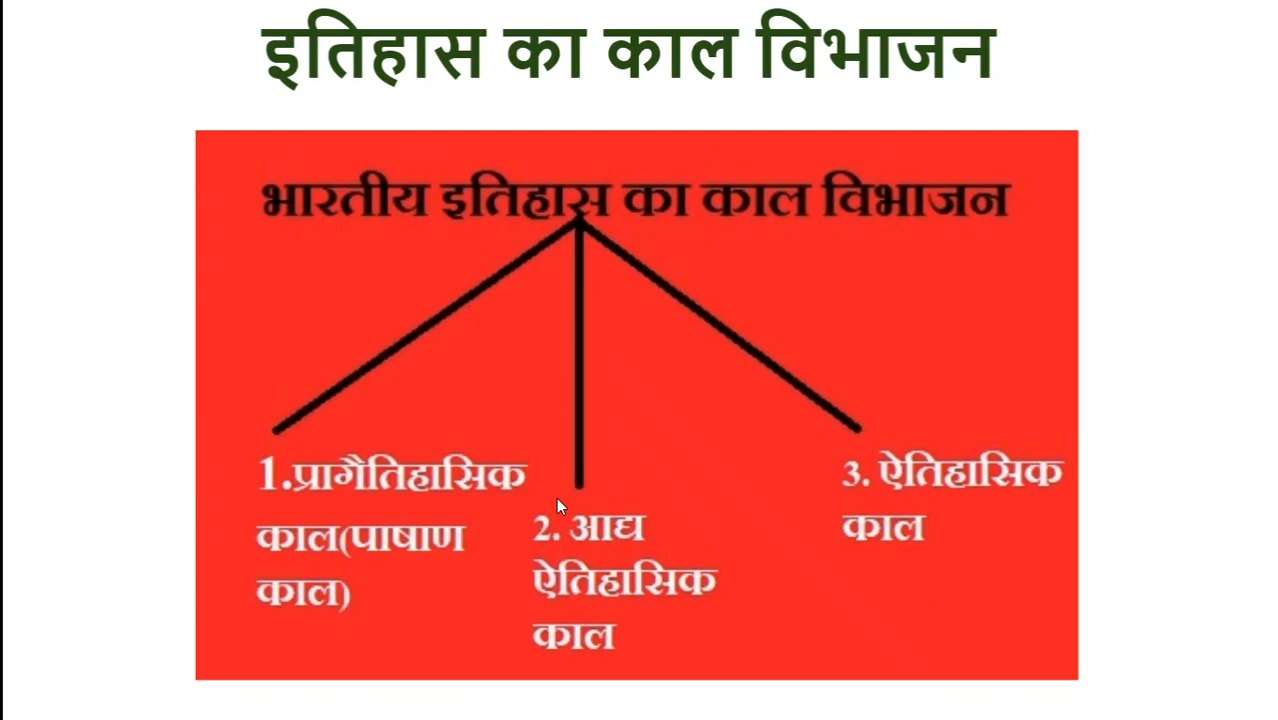 इतिहास का काल विभाजन
भारतीय इतिहास का काल विभाजन
1.प्रागैतिहासिक
काल(पाषाण
काल)
2. आद्य
ऐतिहासिक
काल
3. ऐतिहासिक
काल